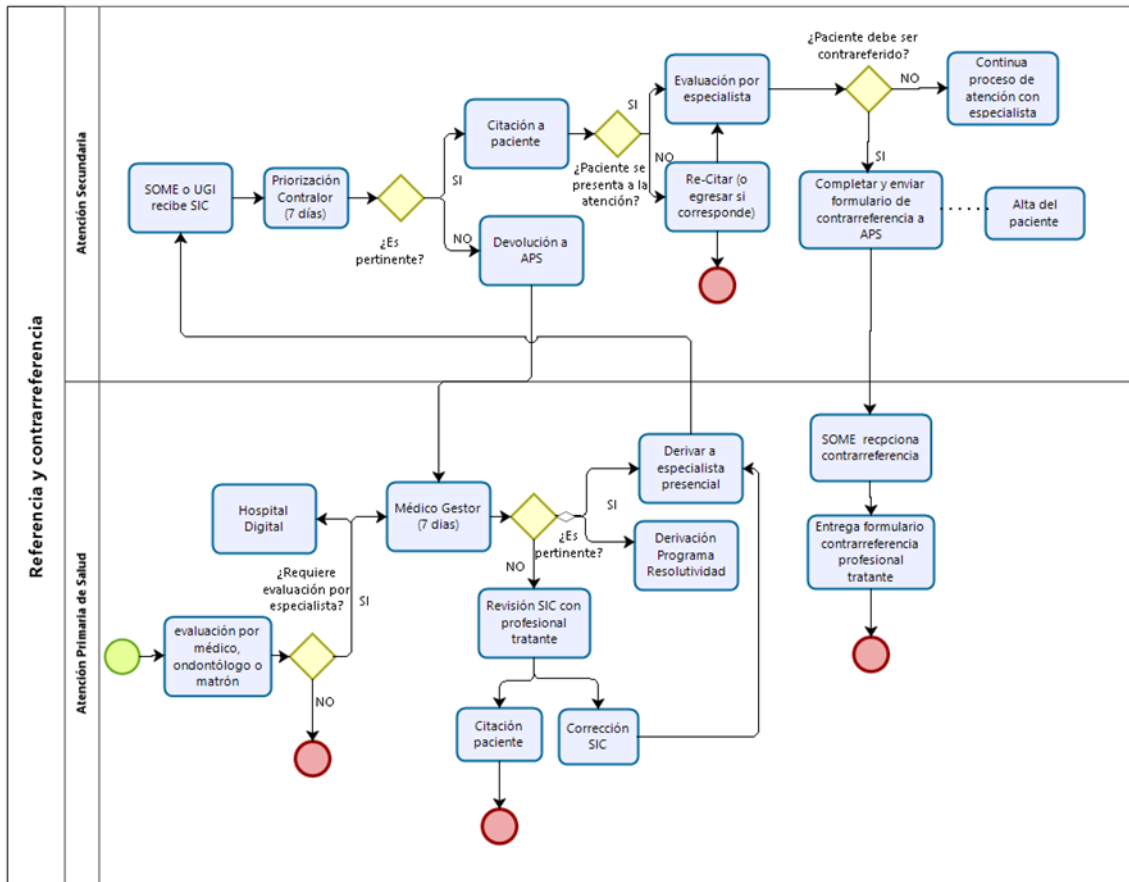 Referencia y contrarreferencia
Atención Secundaria
SOME o UGI
recibe SIC
Priorización
Contralor
(7 días)
¿Es
pertinente?
SI
NO
Citación a
paciente
Devolución a
APS
¿Paciente se
presenta a la
atención?
SI
NO
Evaluación por
especialista
Re-Citar (o
egresar si
corresponde)
¿Paciente debe ser
contrareferido?
NO
SI
Continua
proceso de
atención con
especialista
Completar y enviar
formulario de
contrarreferencia a
APS
Alta del
paciente
Atención Primaria de Salud
evaluación por
médico,
ondontólogo o
matrón
¿Requiere
evaluación por
especialista?
SI
NO
Hospital
Digital
Médico Gestor
(7 dias)
¿Es
pertinente?
SI
NO
Derivar a
especialista
presencial
Derivación
Programa
Resolutividad
Revisión SIC con
profesional
tratante
Citación
paciente
Corrección
SIC
SOME recpciona
contrarreferencia
Entrega formulario
contrarreferencia
profesional
tratante